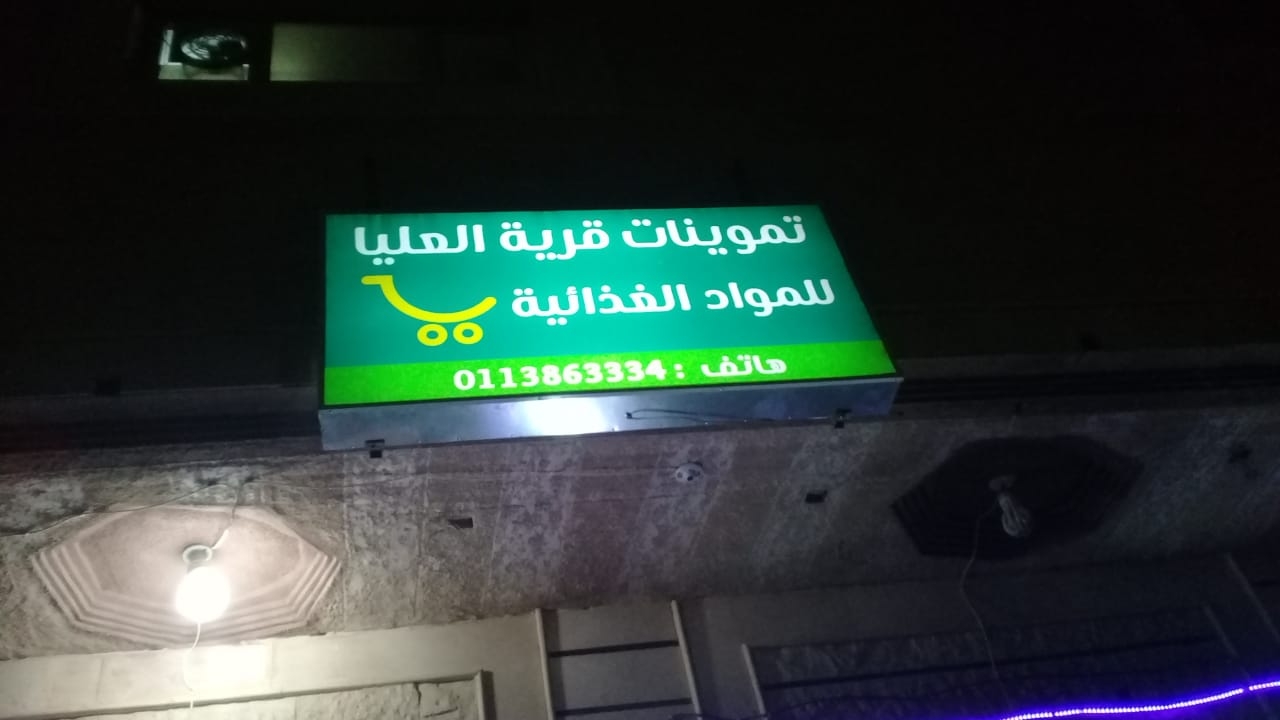 تموينات قرية العليا
للمواد الغذائية
هاتف : 0113863334